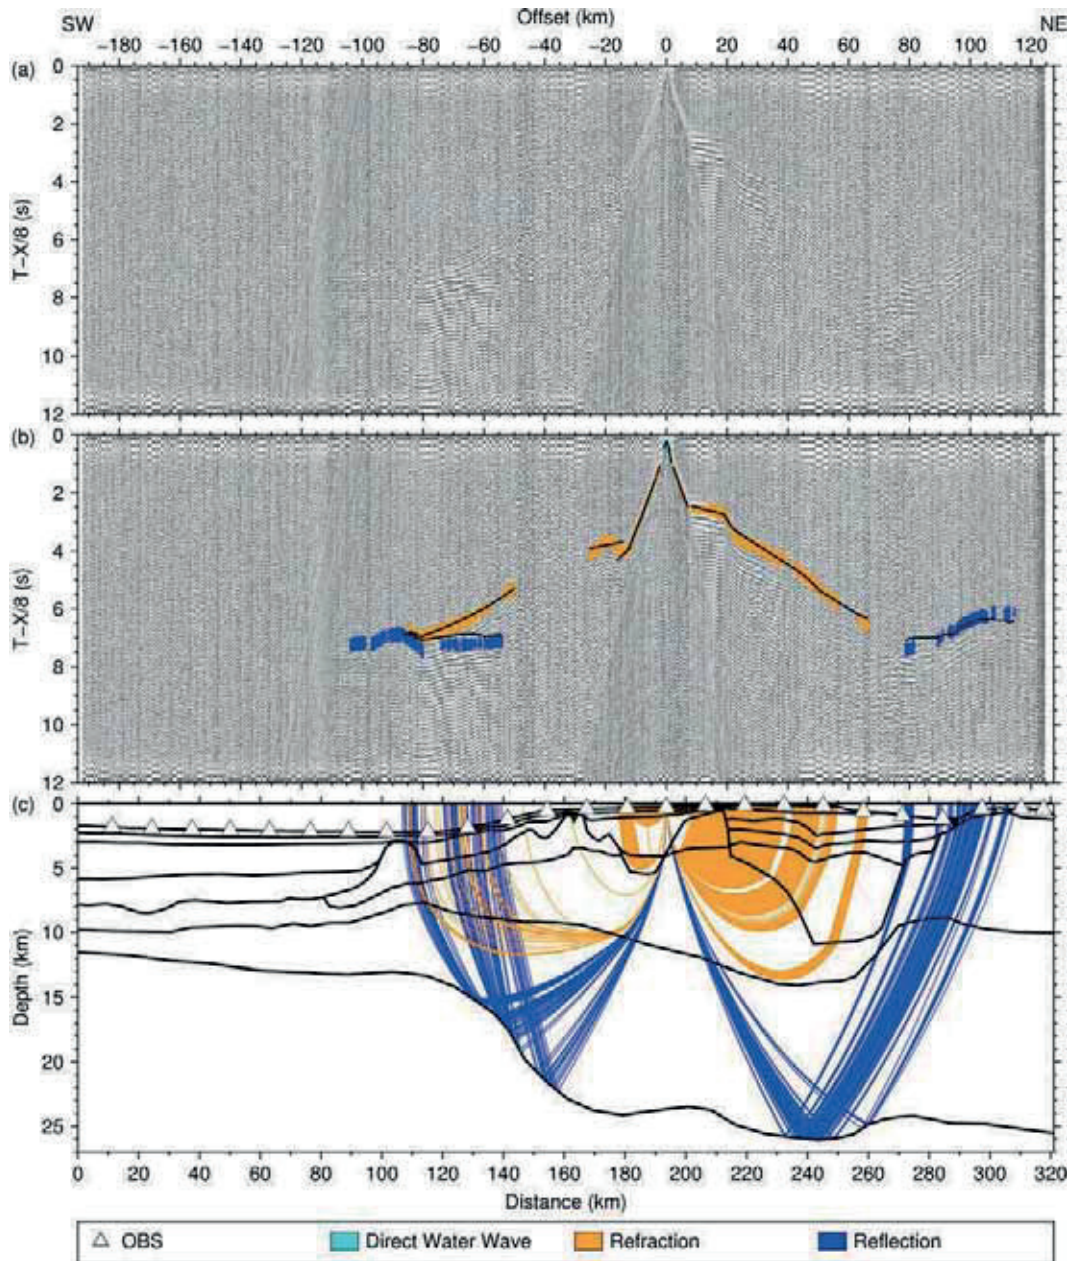 SW Offset (km) NE
−180 −160 −140 −120 −100 −80 −60 −40 −20 0 20 40 60 80 100 120
(a)
0
2
4
6
8
10
12
T−X/8 (s)
(b)
0
2
4
6
8
10
12
T−X/8 (s)
(c)
0
5
10
15
20
25
Depth (km)
0 20 40 60 80 100 120 140 160 180 200 220 240 260 280 300 320
Distance (km)
OBS Direct Water Wave Refraction Reflection